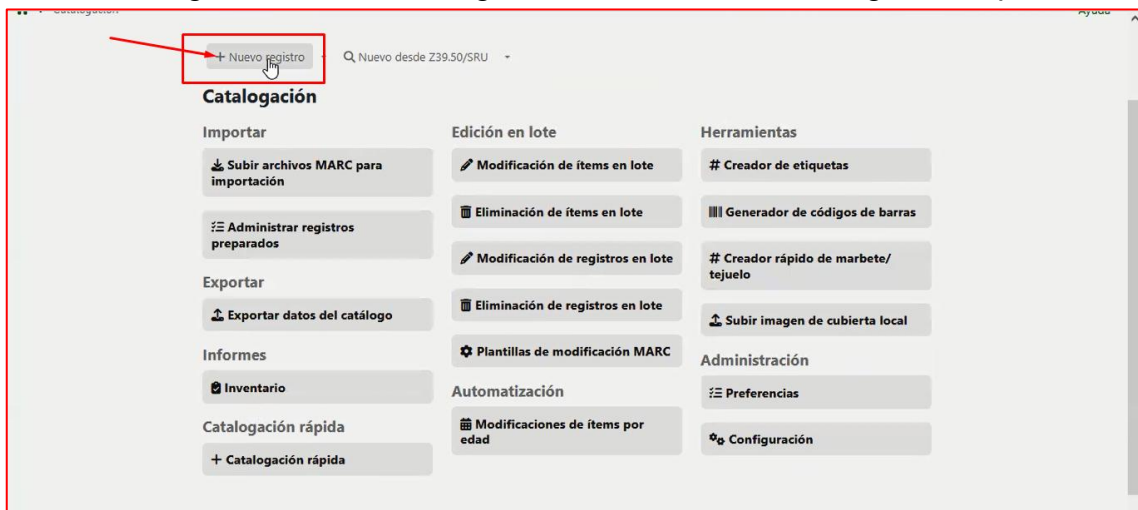 Catalogación
Ayuda
+ Nuevo registro
Nuevo desde Z39.50/SRU
Catalogación
Importar
Subir archivos MARC para
importación
Administrar registros
preparados
Exportar
Exportar datos del catálogo
Informes
Inventario
Catalogación rápida
+ Catalogación rápida
Edición en lote
Modificación de ítems en lote
Eliminación de ítems en lote
Modificación de registros en lote
Eliminación de registros en lote
Plantillas de modificación MARC
Automatización
Modificaciones de ítems por
edad
Herramientas
# Creador de etiquetas
Generador de códigos de barras
# Creador rápido de marbete/
tejuelo
Subir imagen de cubierta local
Administración
Preferencias
Configuración